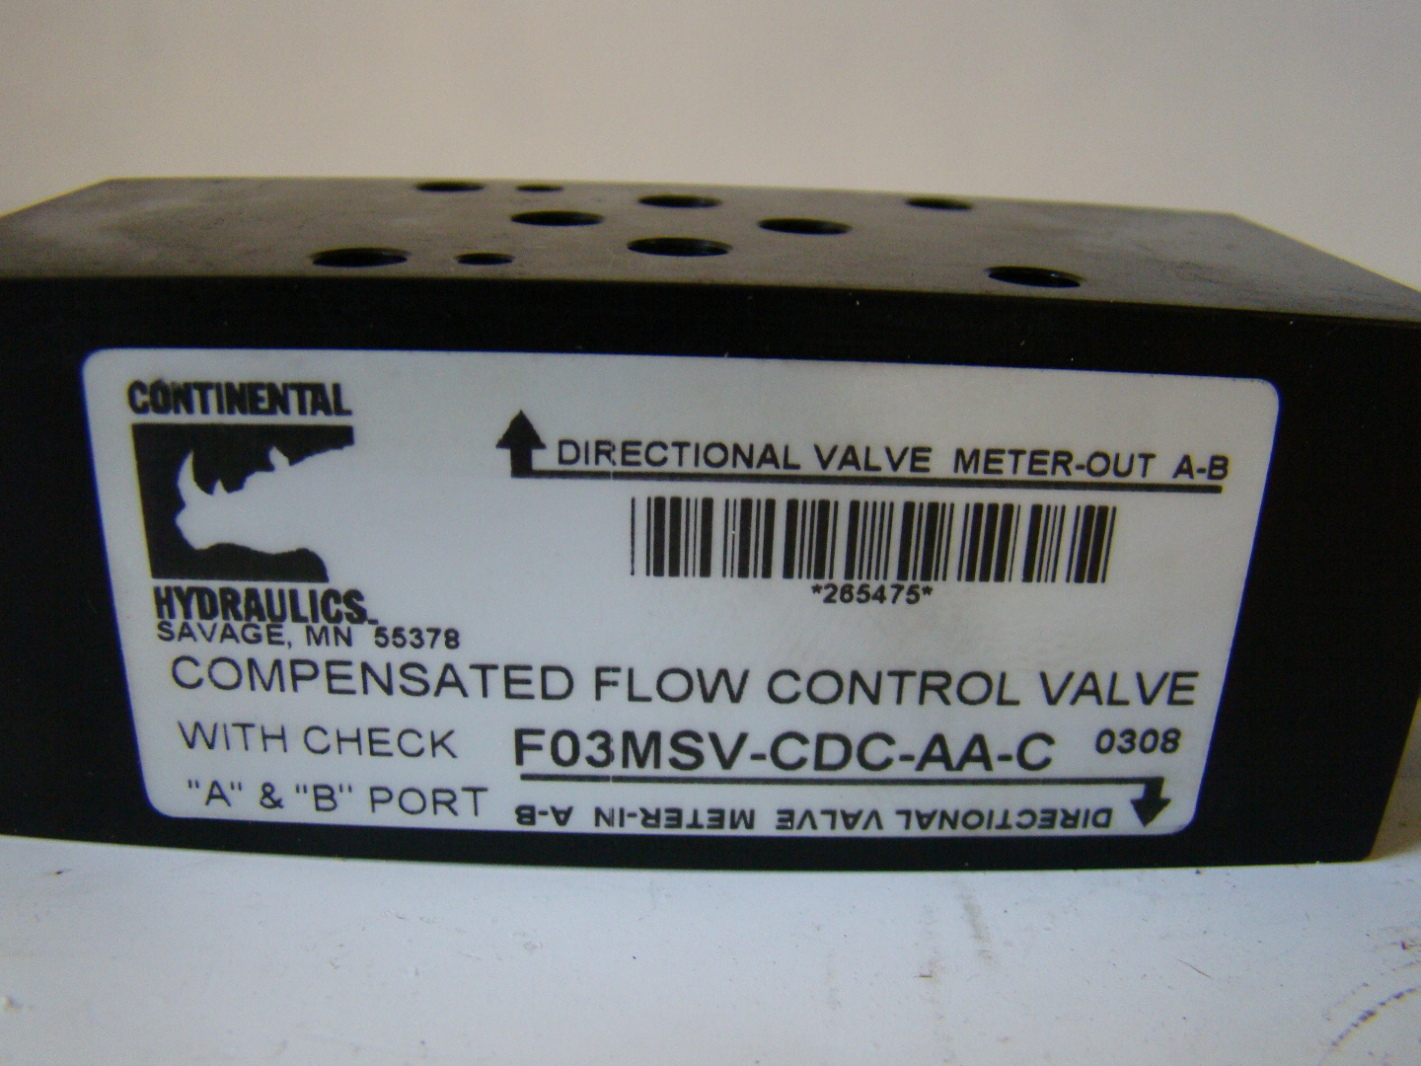 CONTINENTAL
HYDRAULICS
SAVAGE, MN 55378
DIRECTIONAL VALVE METER-OUT A-B
*265475*
COMPENSATED FLOW CONTROL VALVE
WITH CHECK F03MSV-CDC-AA-C 0308
"A" & "B" PORT
DIRECTIONAL VALVE METER-IN A-B